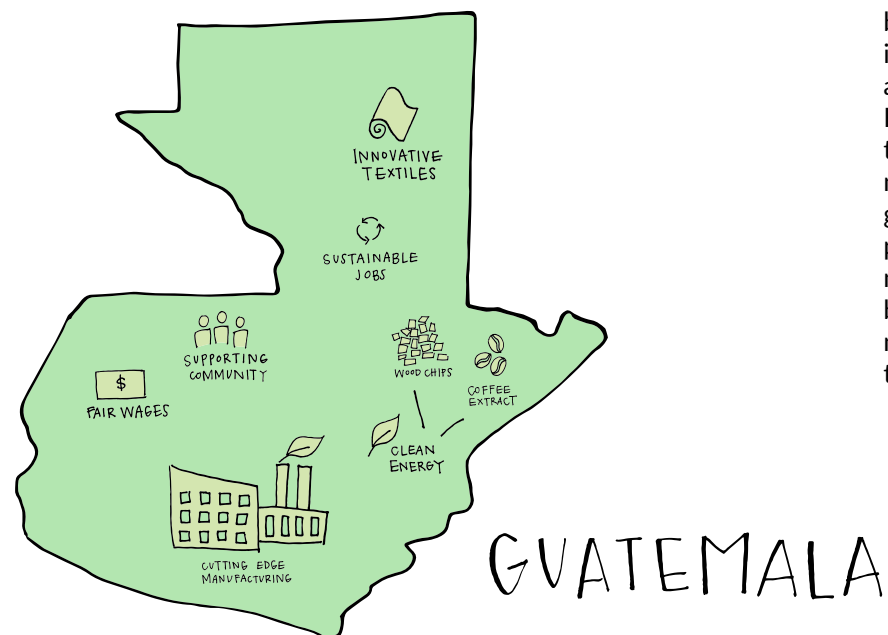 INNOVATIVE
TEXTILES
SUSTAINABLE
JOBS
SUPPORTING
COMMUNITY
$
FAIR WAGES
WOOD CHIPS
COFFEE
EXTRACT
CLEAN
ENERGY
CUTTING EDGE
MANUFACTURING
GUATEMALA